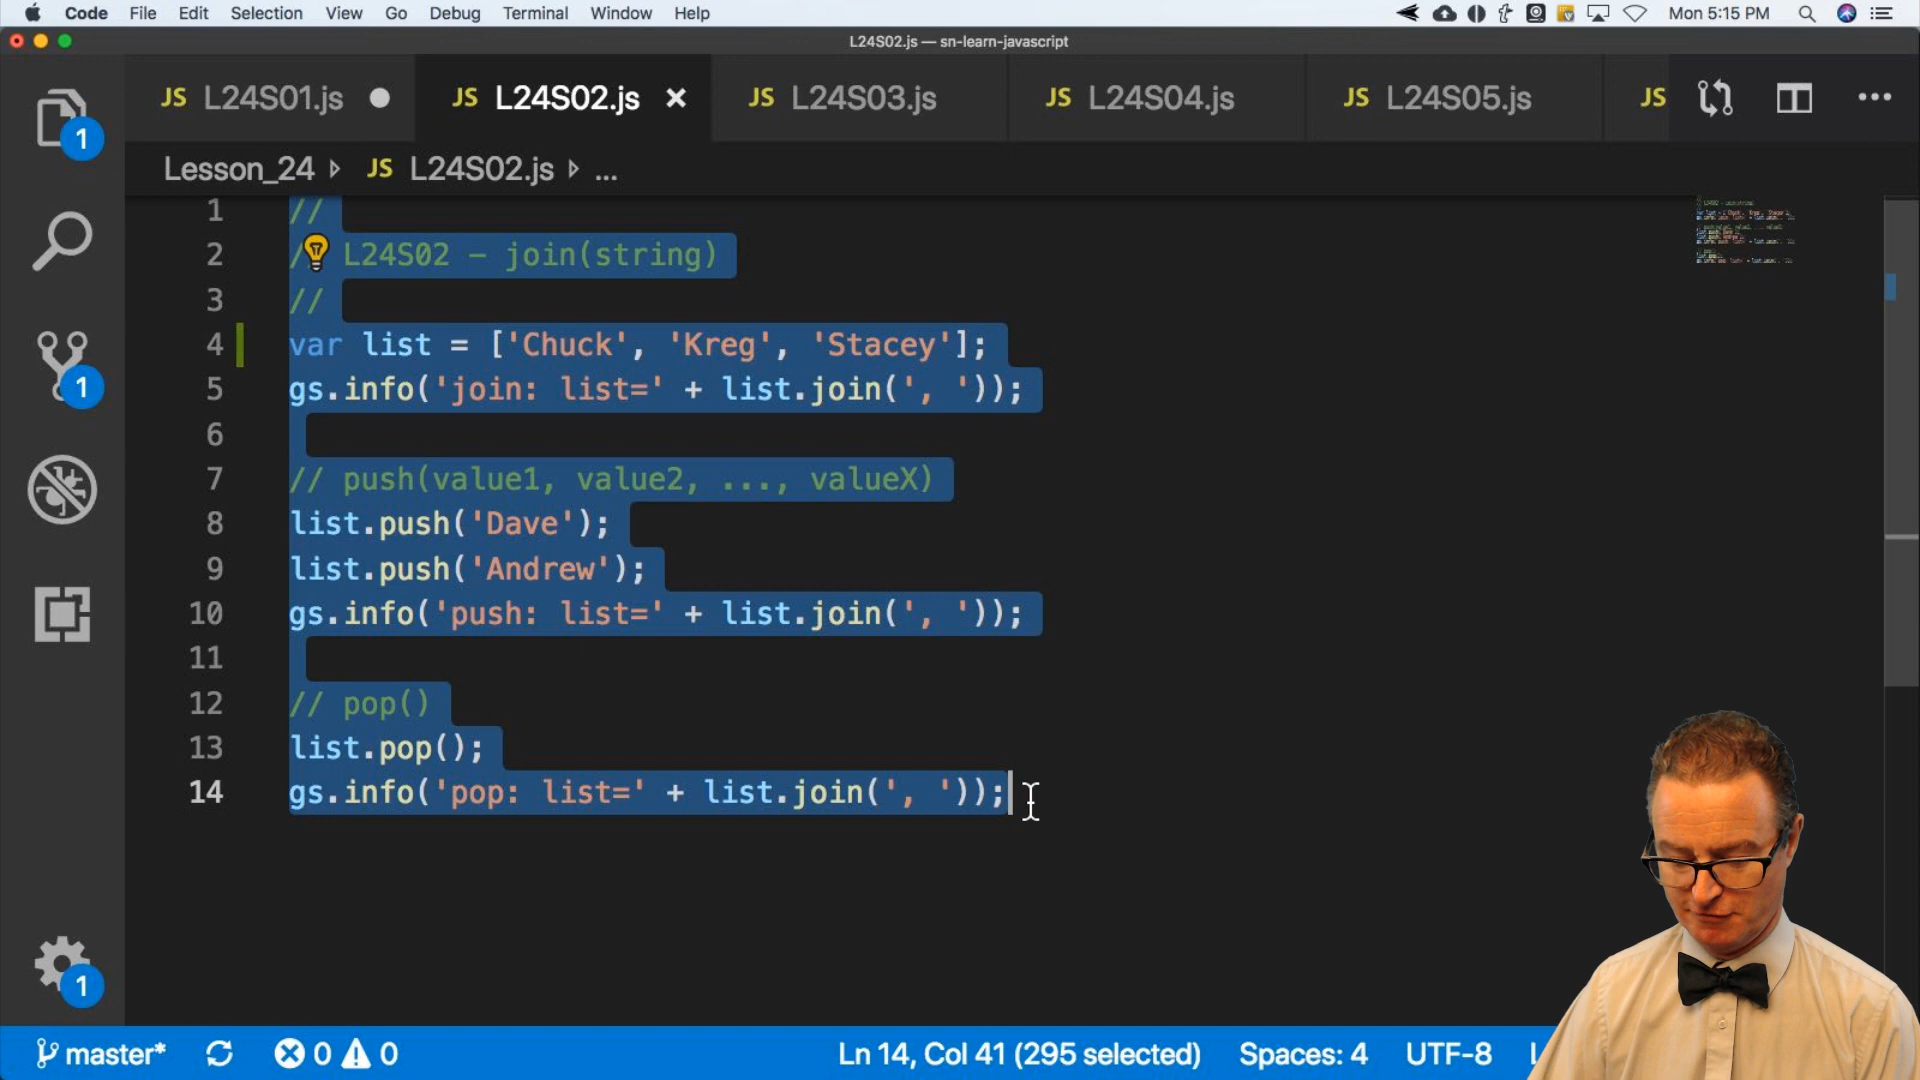 Code File Edit Selection View Go Debug Terminal Window Help Mon 5:15 PM
L24S02.js — sn-learn-javascript
JS L24S01.js JS L24S02.js JS L24S03.js JS L24S04.js JS L24S05.js JS
Lesson_24 JS L24S02.js ...
1 //
2 // L24S02 - join(string)
3 //
4 var list = ['Chuck', 'Kreg', 'Stacey'];
5 gs.info('join: list=' + list.join(', '));
6
7 // push(value1, value2, ..., valueX)
8 list.push('Dave');
9 list.push('Andrew');
10 gs.info('push: list=' + list.join(', '));
11
12 // pop()
13 list.pop();
14 gs.info('pop: list=' + list.join(', '));
1
1
1
master* 0 0 Ln 14, Col 41 (295 selected) Spaces: 4 UTF-8